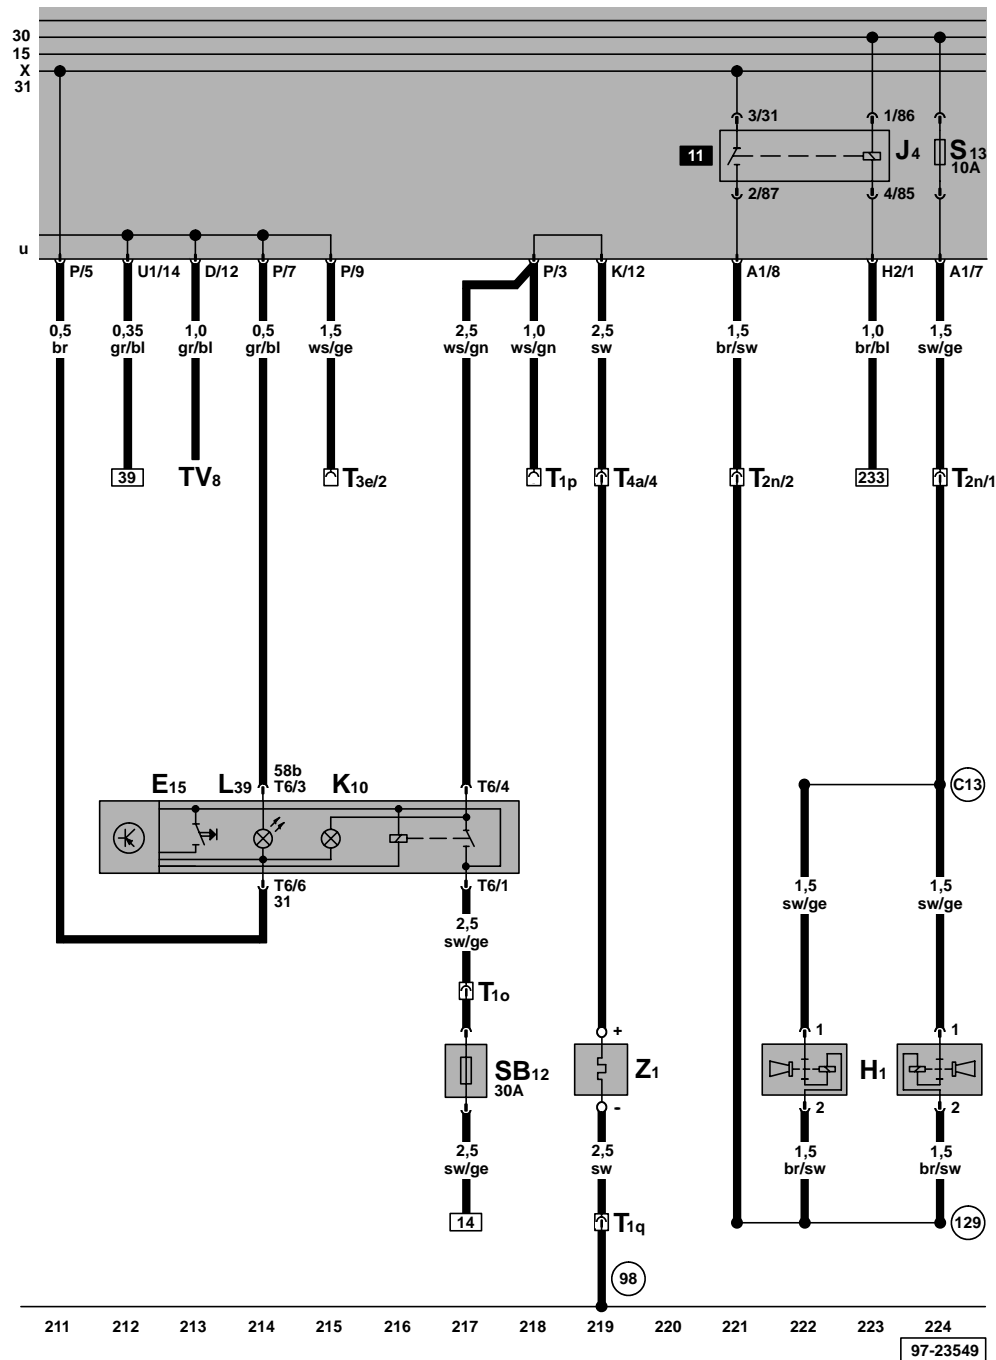 30
15
X
31
3/31
1/86
11
J4
S13
10A
2/87
4/85
u
P/5
U1/14
D/12
P/7
P/9
P/3
K/12
A1/8
H2/1
A1/7
0,5
br
0,35
gr/bl
1,0
gr/bl
0,5
gr/bl
1,5
ws/ge
2,5
ws/gn
1,0
ws/gn
2,5
sw
1,5
br/sw
1,0
br/bl
1,5
sw/ge
39
TV8
T3e/2
T1p
T4a/4
T2n/2
233
T2n/1
E15
L39
58b
T6/3
K10
T6/4
C13
T6/6
31
T6/1
1,5
sw/ge
1,5
sw/ge
2,5
sw/ge
T1o
+
1
1
SB12
30A
Z1
H1
-
2
2
2,5
sw/ge
2,5
sw
1,5
br/sw
1,5
br/sw
14
T1q
129
98
211 212 213 214 215 216 217 218 219 220 221 222 223 224
97-23549